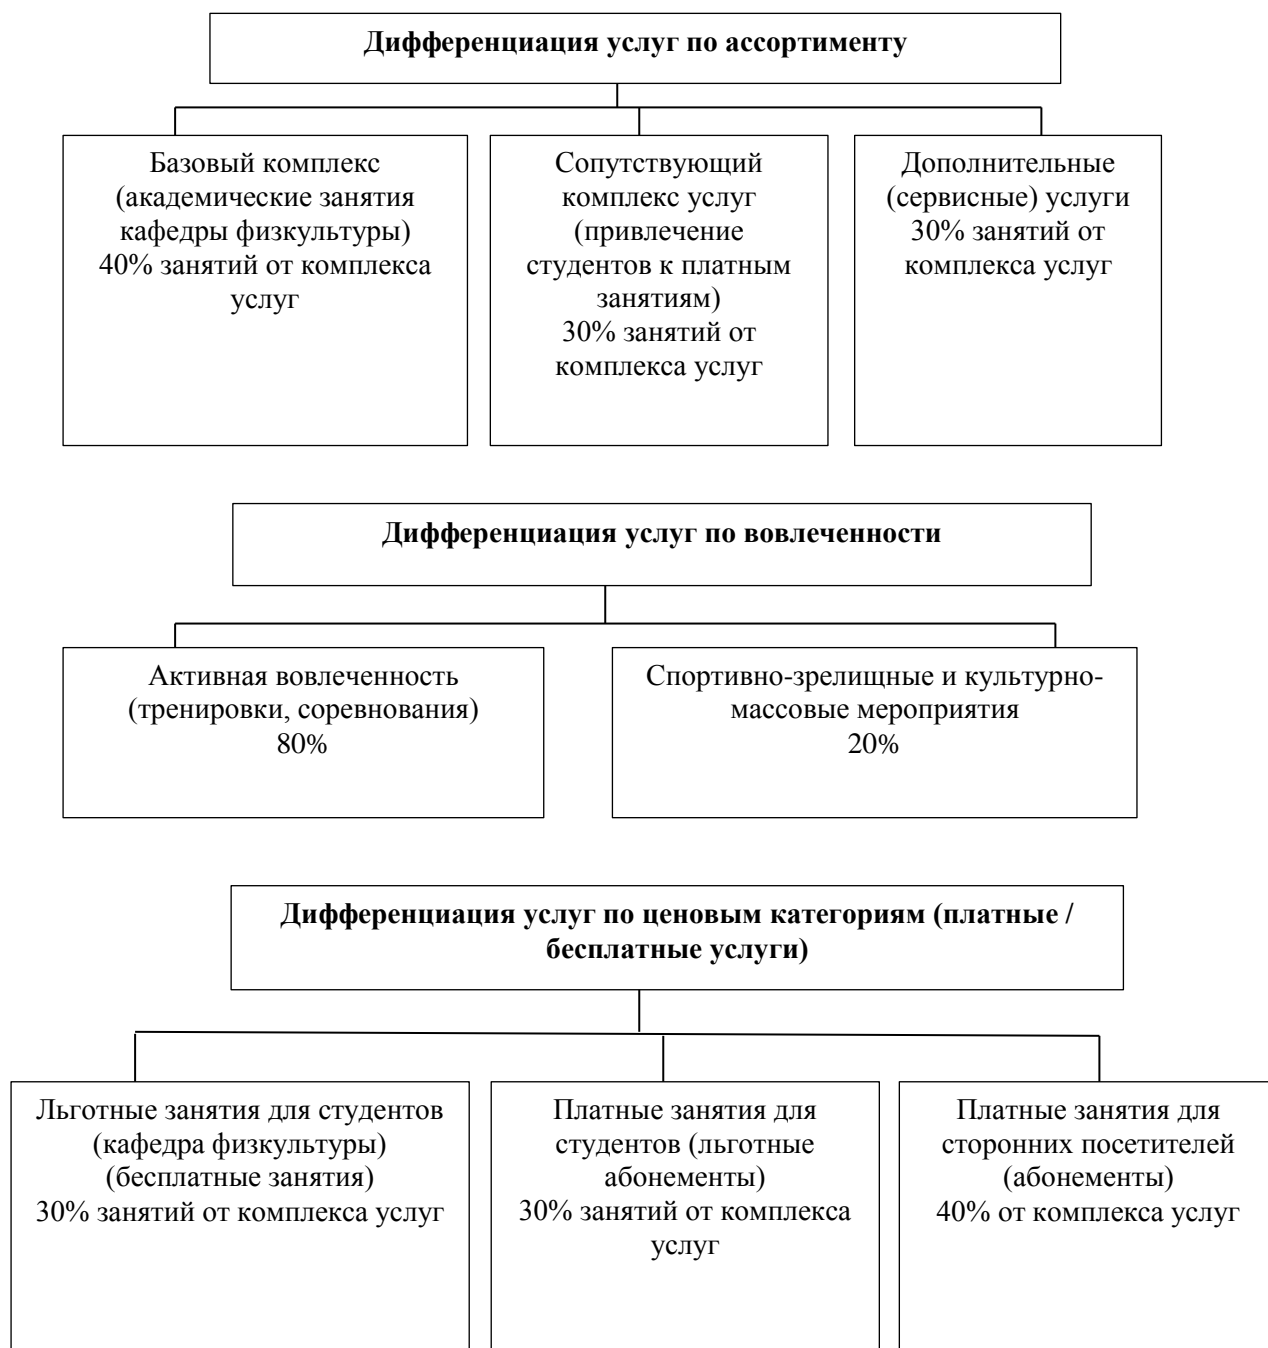 Дифференциация услуг по ассортименту
Базовый комплекс
(академические занятия
кафедры физкультуры)
40% занятий от комплекса
услуг
Сопутствующий
комплекс услуг
(привлечение
студентов к платным
занятиям)
30% занятий от
комплекса услуг
Дополнительные
(сервисные) услуги
30% занятий от
комплекса услуг
Дифференциация услуг по вовлеченности
Активная вовлеченность
(тренировки, соревнования)
80%
Спортивно-зрелищные и культурно-
массовые мероприятия
20%
Дифференциация услуг по ценовым категориям (платные /
бесплатные услуги)
Льготные занятия для студентов
(кафедра физкультуры)
(бесплатные занятия)
30% занятий от комплекса услуг
Платные занятия для
студентов (льготные
абонементы)
30% занятий от комплекса
услуг
Платные занятия для
сторонних посетителей
(абонементы)
40% от комплекса услуг